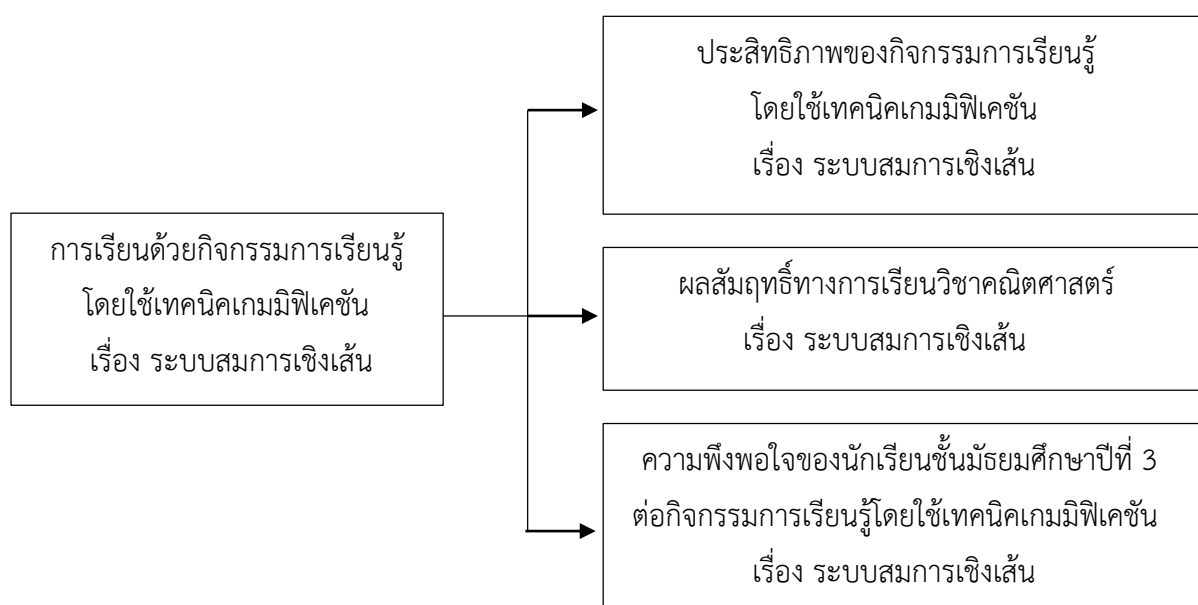 ประสิทธิภาพของกิจกรรมการเรียนรู้
โดยใช้เทคนิคเกมมิฟิเคชัน
เรื่อง ระบบสมการเชิงเส้น
การเรียนด้วยกิจกรรมการเรียนรู้
โดยใช้เทคนิคเกมมิฟิเคชัน
เรื่อง ระบบสมการเชิงเส้น
ผลสัมฤทธิ์ทางการเรียนวิชาคณิตศาสตร์
เรื่อง ระบบสมการเชิงเส้น
ความพึงพอใจของนักเรียนชั้นมัธยมศึกษาปีที่ 3
ต่อกิจกรรมการเรียนรู้โดยใช้เทคนิคเกมมิฟิเคชัน
เรื่อง ระบบสมการเชิงเส้น